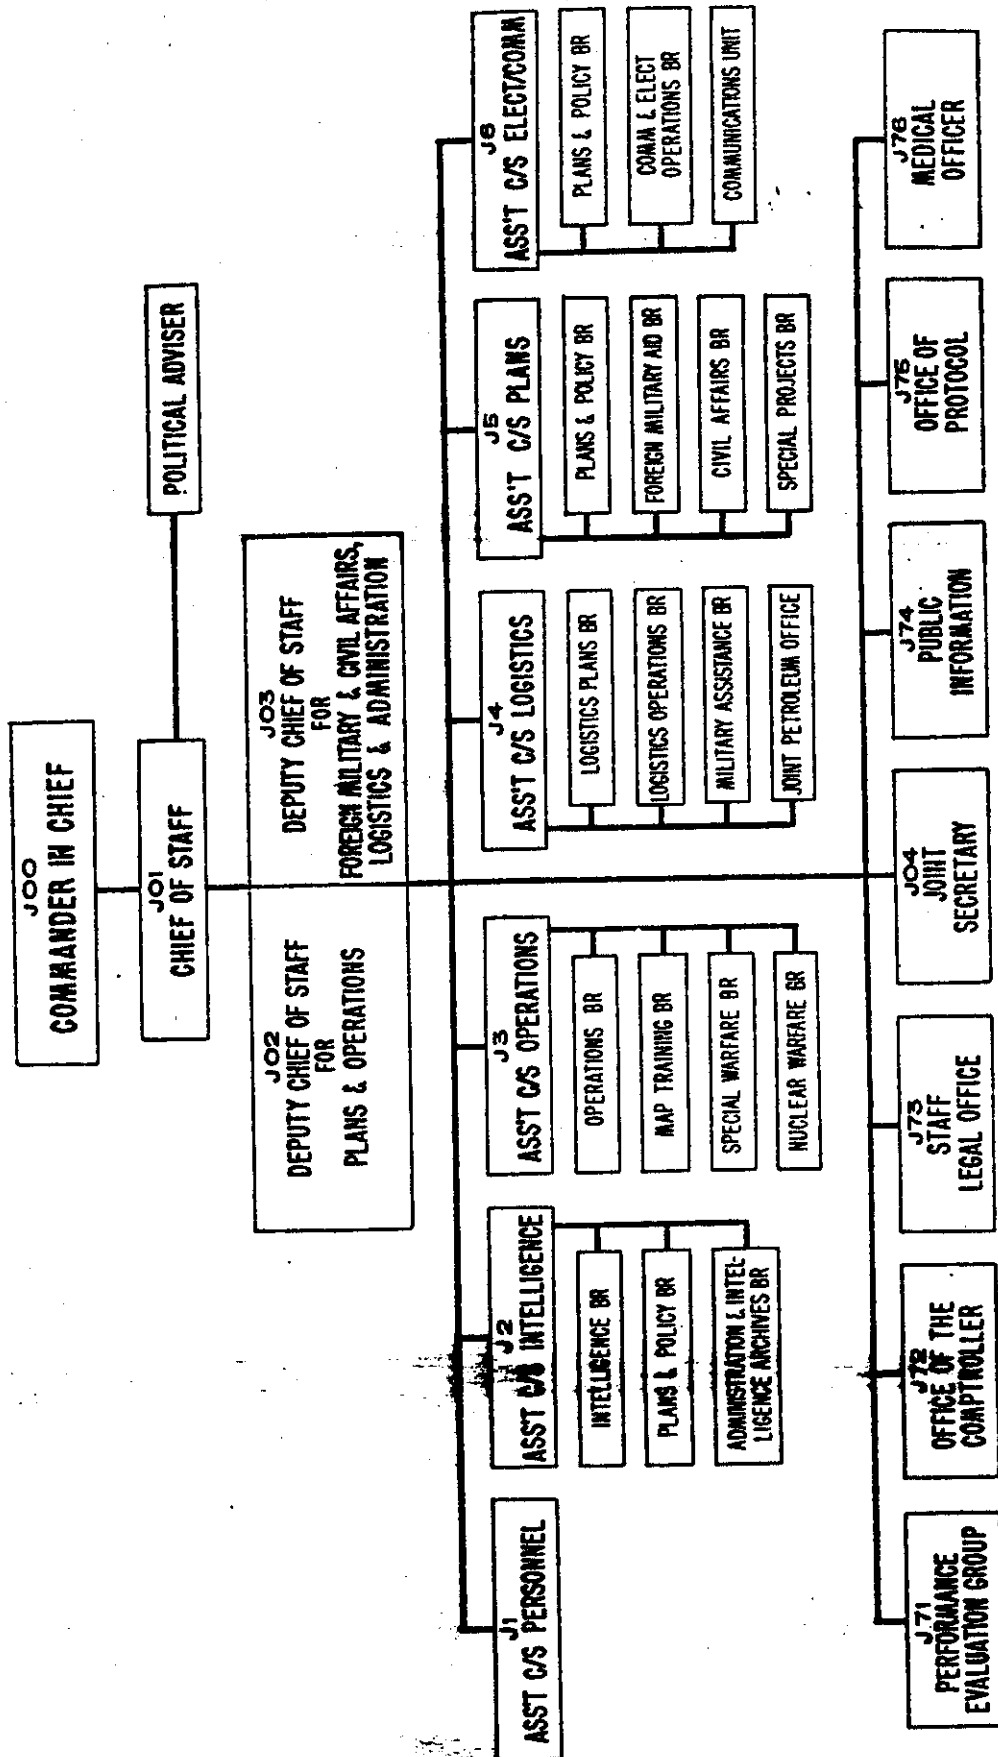 J00
COMMANDER IN CHIEF
J01
CHIEF OF STAFF
POLITICAL ADVISER
J02
DEPUTY CHIEF OF STAFF
FOR
PLANS & OPERATIONS
J03
DEPUTY CHIEF OF STAFF
FOR
FOREIGN MILITARY & CIVIL AFFAIRS,
LOGISTICS & ADMINISTRATION
J1
ASS'T C/S PERSONNEL
J2
ASS'T C/S INTELLIGENCE
INTELLIGENCE BR
PLANS & POLICY BR
ADMINISTRATION & INTEL-
LIGENCE ARCHIVES BR
J3
ASS'T C/S OPERATIONS
OPERATIONS BR
MAP TRAINING BR
SPECIAL WARFARE BR
NUCLEAR WARFARE BR
J4
ASS'T C/S LOGISTICS
LOGISTICS PLANS BR
LOGISTICS OPERATIONS BR
MILITARY ASSISTANCE BR
JOINT PETROLEUM OFFICE
J5
ASS'T C/S PLANS
PLANS & POLICY BR
FOREIGN MILITARY AID BR
CIVIL AFFAIRS BR
SPECIAL PROJECTS BR
J6
ASS'T C/S ELECT/COMM
PLANS & POLICY BR
COMM & ELECT
OPERATIONS BR
COMMUNICATIONS UNIT
J71
PERFORMANCE
EVALUATION GROUP
J72
OFFICE OF THE
COMPTROLLER
J73
STAFF
LEGAL OFFICE
J04
JOINT
SECRETARY
J74
PUBLIC
INFORMATION
J75
OFFICE OF
PROTOCOL
J76
MEDICAL
OFFICER